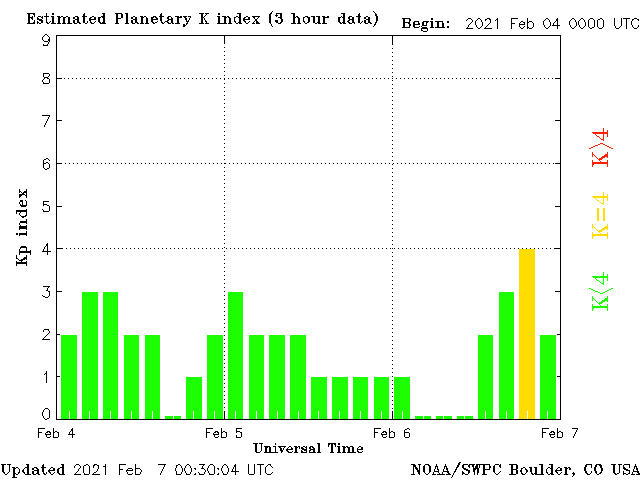 Estimated Planetary K index (3 hour data) Begin: 2021 Feb 04 0000 UTC
9
8
7
6
5
4
3
2
1
0
Kp index
K>4
K=4
K<4
Feb 4 Feb 5 Feb 6 Feb 7
Universal Time
Updated 2021 Feb 7 00:30:04 UTC NOAA/SWPC Boulder, CO USA